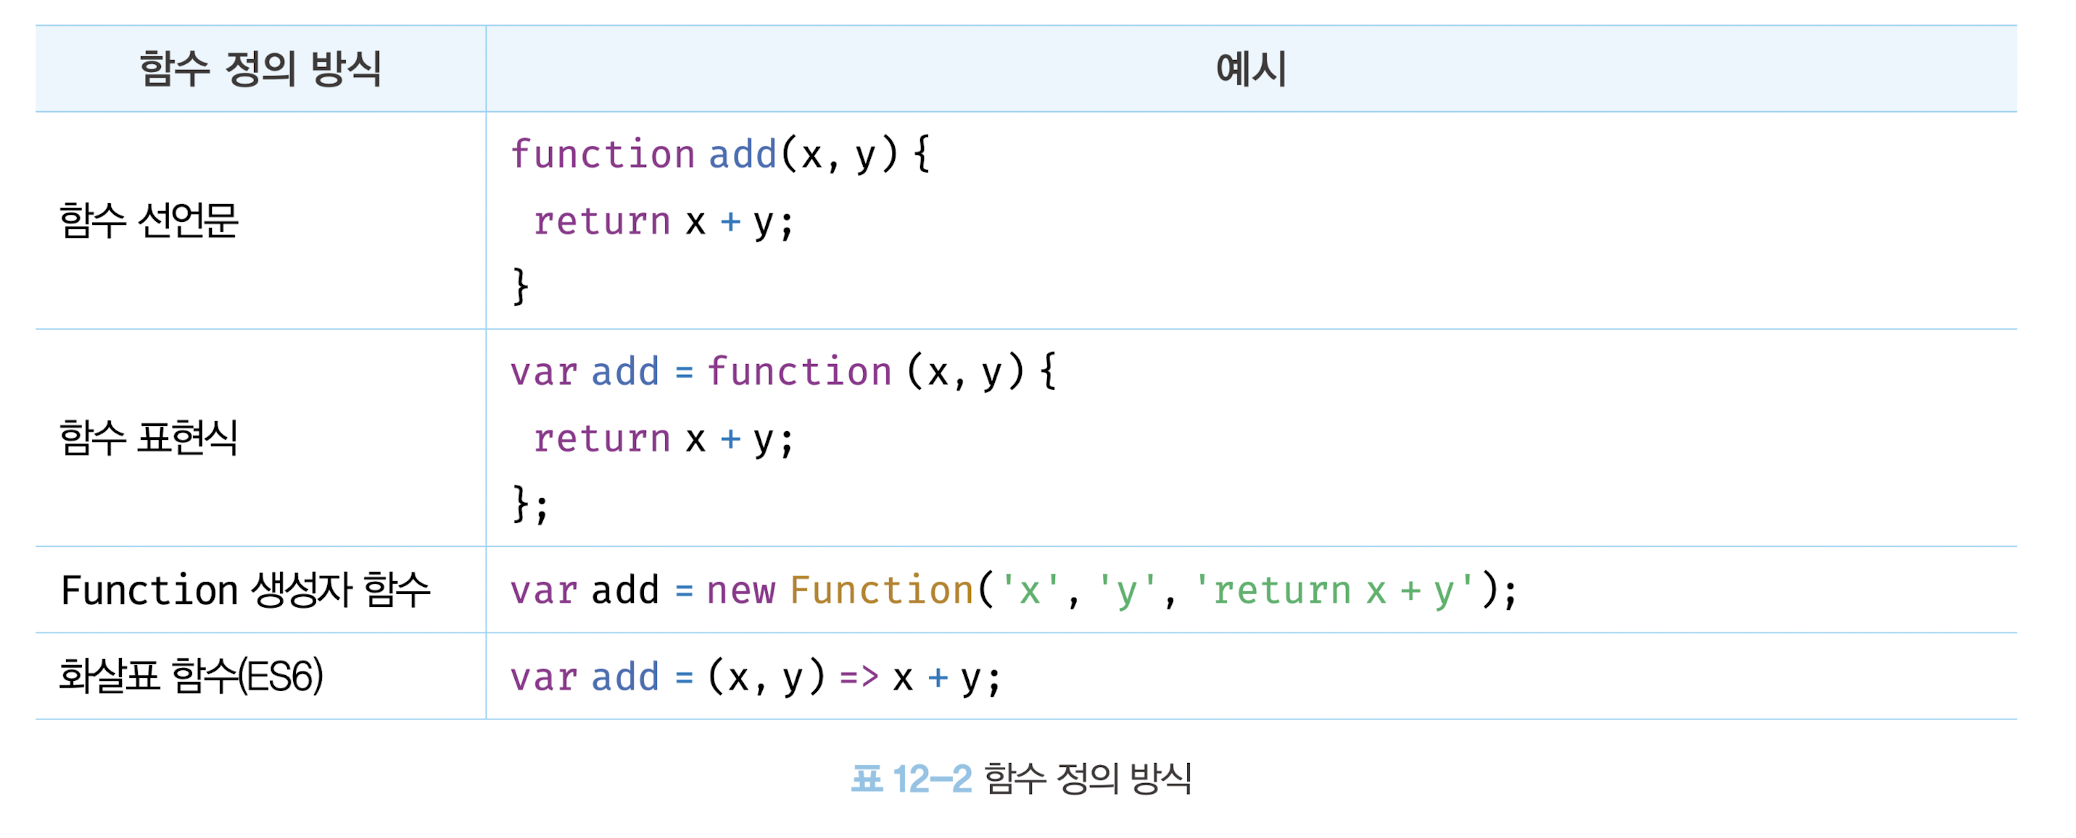 함수 정의 방식 예시
함수 선언문
function add(x, y) {
return x + y;
}
함수 표현식
var add = function (x, y) {
return x + y;
};
Function 생성자 함수 var add = new Function('x', 'y', 'return x + y');
화살표 함수(ES6) var add = (x, y) => x + y;
표 12-2 함수 정의 방식